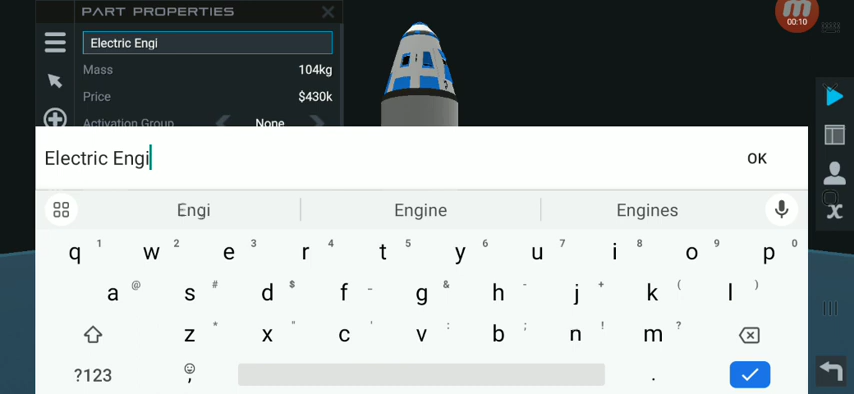 PART PROPERTIES
00:10
Electric Engi
Mass 104kg
Price $430k
Activation Group None
Electric Engi OK
Engi Engine Engines
q 1 w 2 e 3 r 4 t 5 y 6 u 7 i 8 o 9 p 0
a @ s # d $ f _ g & h - j + k ( l )
z * x " c ' v : b ; n ! m ?
?123 , .